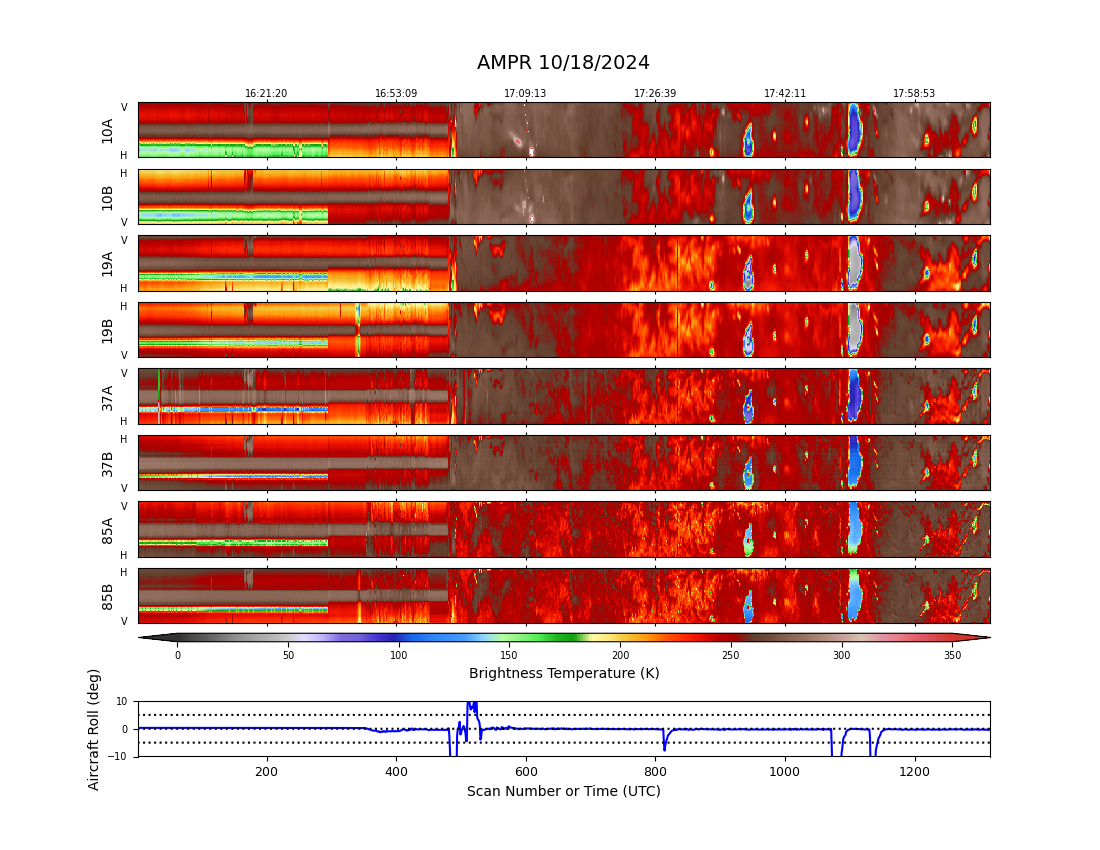 AMPR 10/18/2024
16:21:20 16:53:09 17:09:13 17:26:39 17:42:11 17:58:53
V 10A H
H 10B V
V 19A H
H 19B V
V 37A H
H 37B V
V 85A H
H 85B V
0 50 100 150 200 250 300 350
Brightness Temperature (K)
Aircraft Roll (deg)
10
0
−10
200 400 600 800 1000 1200
Scan Number or Time (UTC)